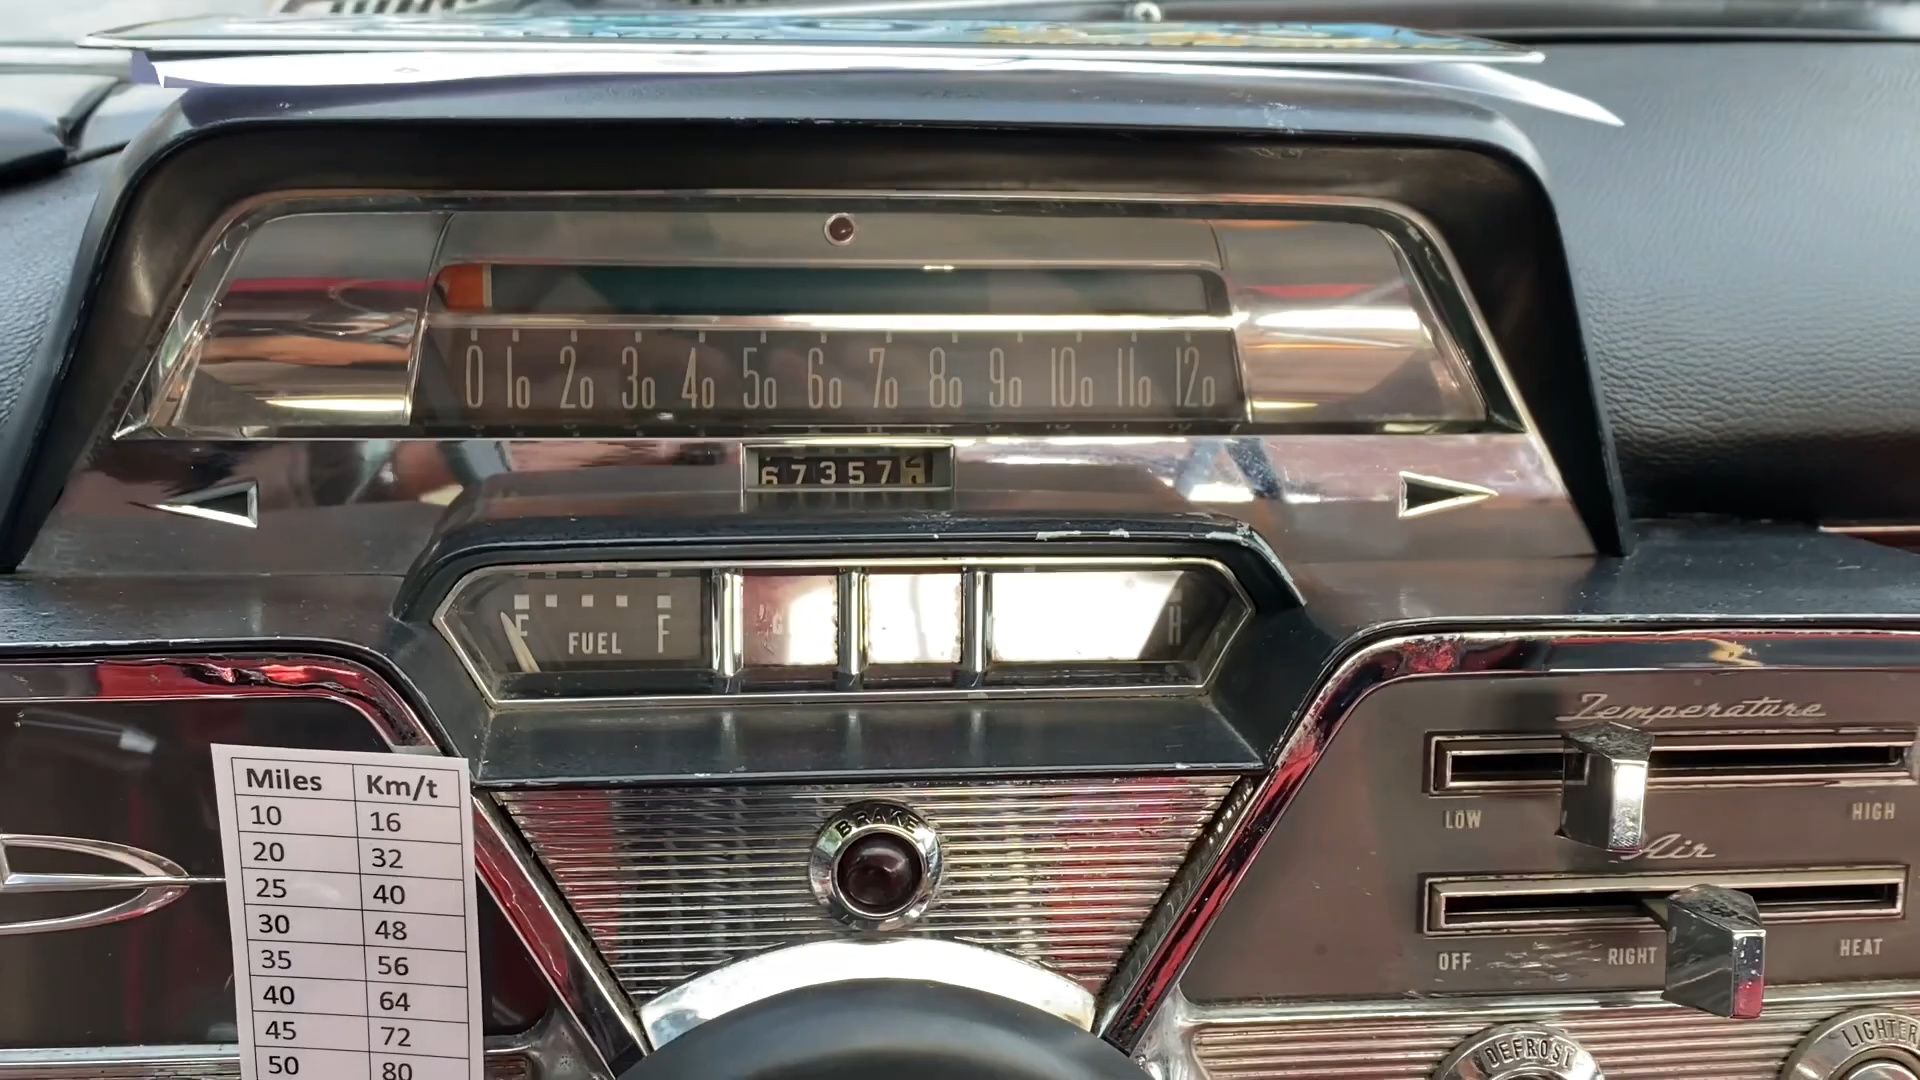 0 10 20 30 40 50 60 70 80 90 100 110 120
67357
E FUEL F
H
Temperature
LOW HIGH
Air
OFF RIGHT HEAT
BRAKE
DEFROST
LIGHTER
Miles Km/t
10 16
20 32
25 40
30 48
35 56
40 64
45 72
50 80